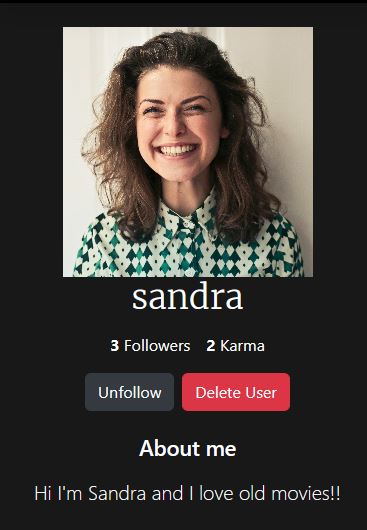 sandra
3 Followers 2 Karma
Unfollow Delete User
About me
Hi I'm Sandra and I love old movies!!